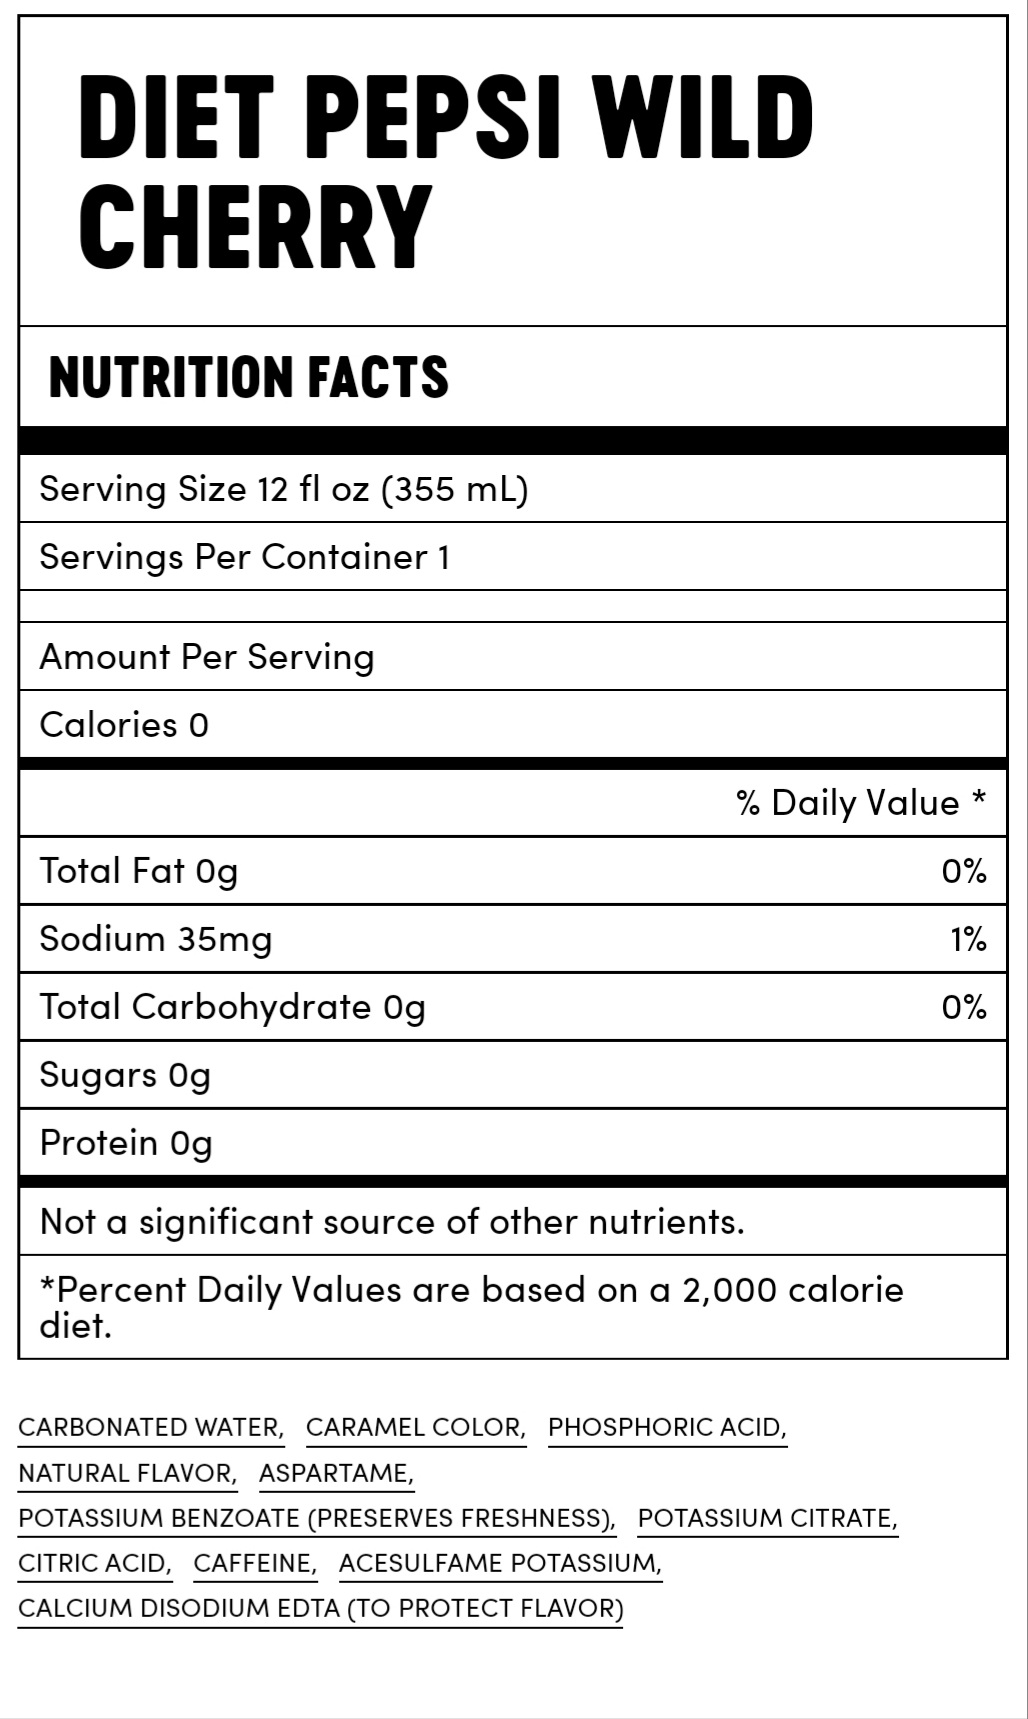 DIET PEPSI WILD
CHERRY
NUTRITION FACTS
Serving Size 12 fl oz (355 mL)
Servings Per Container 1
Amount Per Serving
Calories 0
% Daily Value *
Total Fat 0g 0%
Sodium 35mg 1%
Total Carbohydrate 0g 0%
Sugars 0g
Protein 0g
Not a significant source of other nutrients.
*Percent Daily Values are based on a 2,000 calorie
diet.
CARBONATED WATER, CARAMEL COLOR, PHOSPHORIC ACID,
NATURAL FLAVOR, ASPARTAME,
POTASSIUM BENZOATE (PRESERVES FRESHNESS), POTASSIUM CITRATE,
CITRIC ACID, CAFFEINE, ACESULFAME POTASSIUM,
CALCIUM DISODIUM EDTA (TO PROTECT FLAVOR)